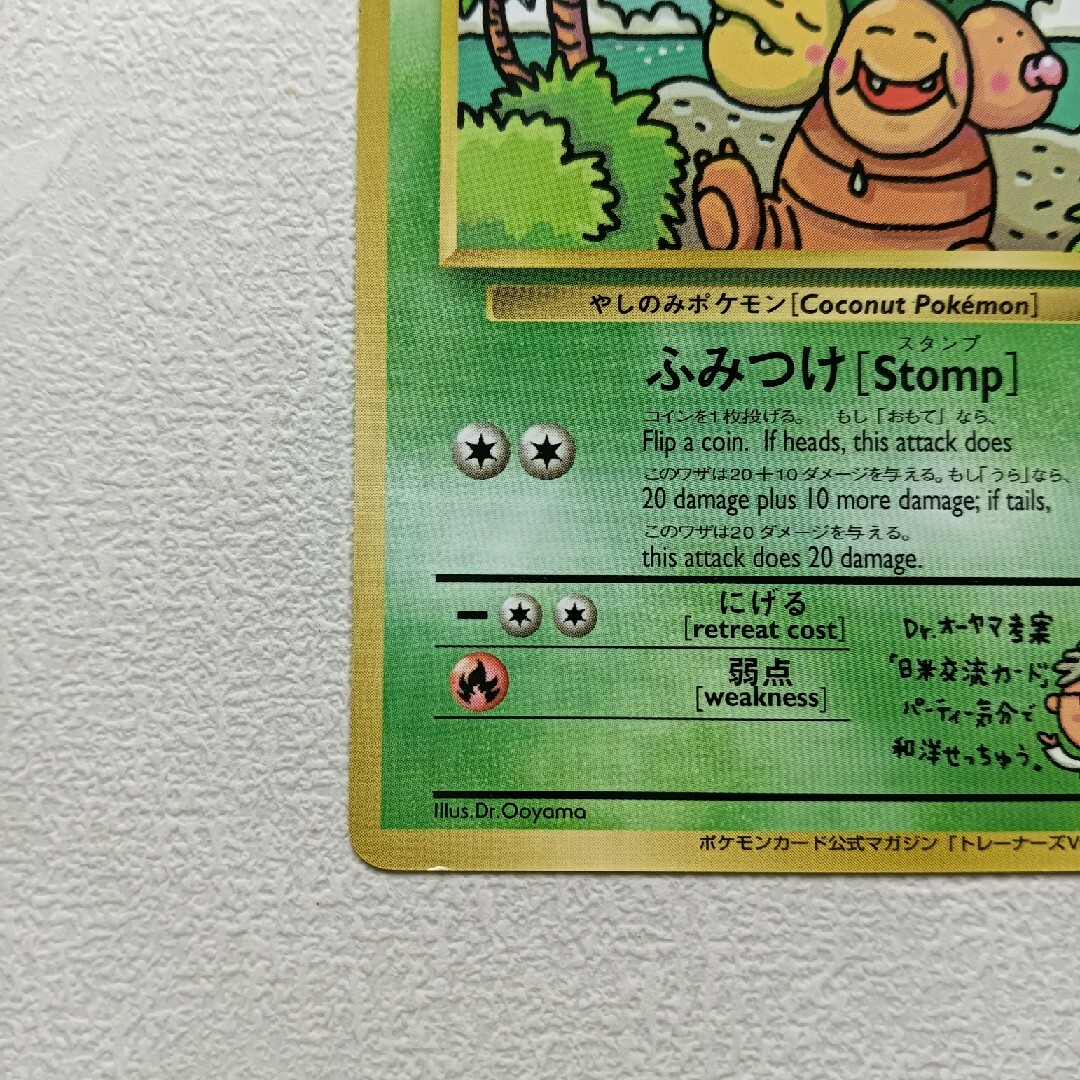 やしのみポケモン[Coconut Pokémon]
スタンプ
ふみつけ[Stomp]
コインを1枚投げる。 もし「おもて」なら、
Flip a coin. If heads, this attack does
このワザは20+10ダメージを与える。もし「うら」なら、
20 damage plus 10 more damage; if tails,
このワザは20ダメージを与える。
this attack does 20 damage.
にげる
[retreat cost]
弱点
[weakness]
Dr.オーヤマ考案
「日米交流カード」
パーティー気分で
和洋せっちゅう。
Illus.Dr.Ooyama
ポケモンカード公式マガジン「トレーナーズV